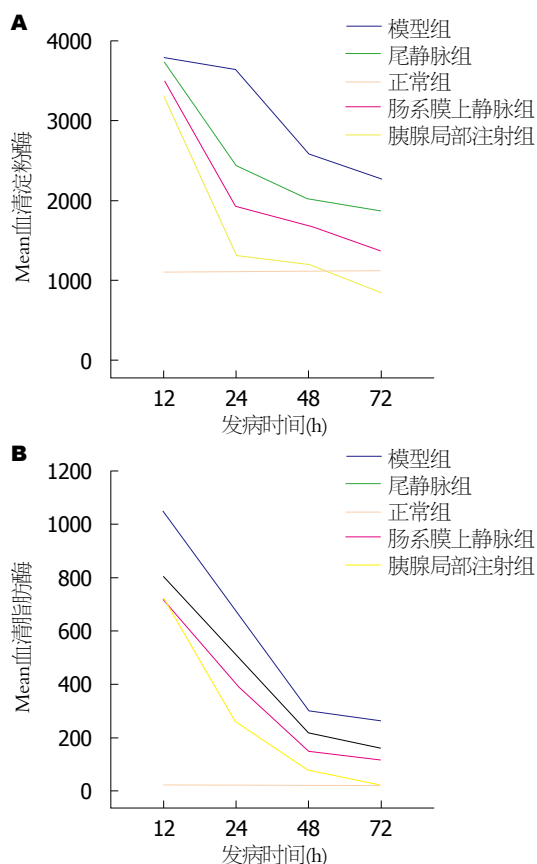 A
模型组
尾静脉组
正常组
肠系膜上静脉组
胰腺局部注射组
4000
3000
2000
1000
0
Mean血清淀粉酶
12 24 48 72
发病时间(h)
B
模型组
尾静脉组
正常组
肠系膜上静脉组
胰腺局部注射组
1200
1000
800
600
400
200
0
Mean血清脂肪酶
12 24 48 72
发病时间(h)